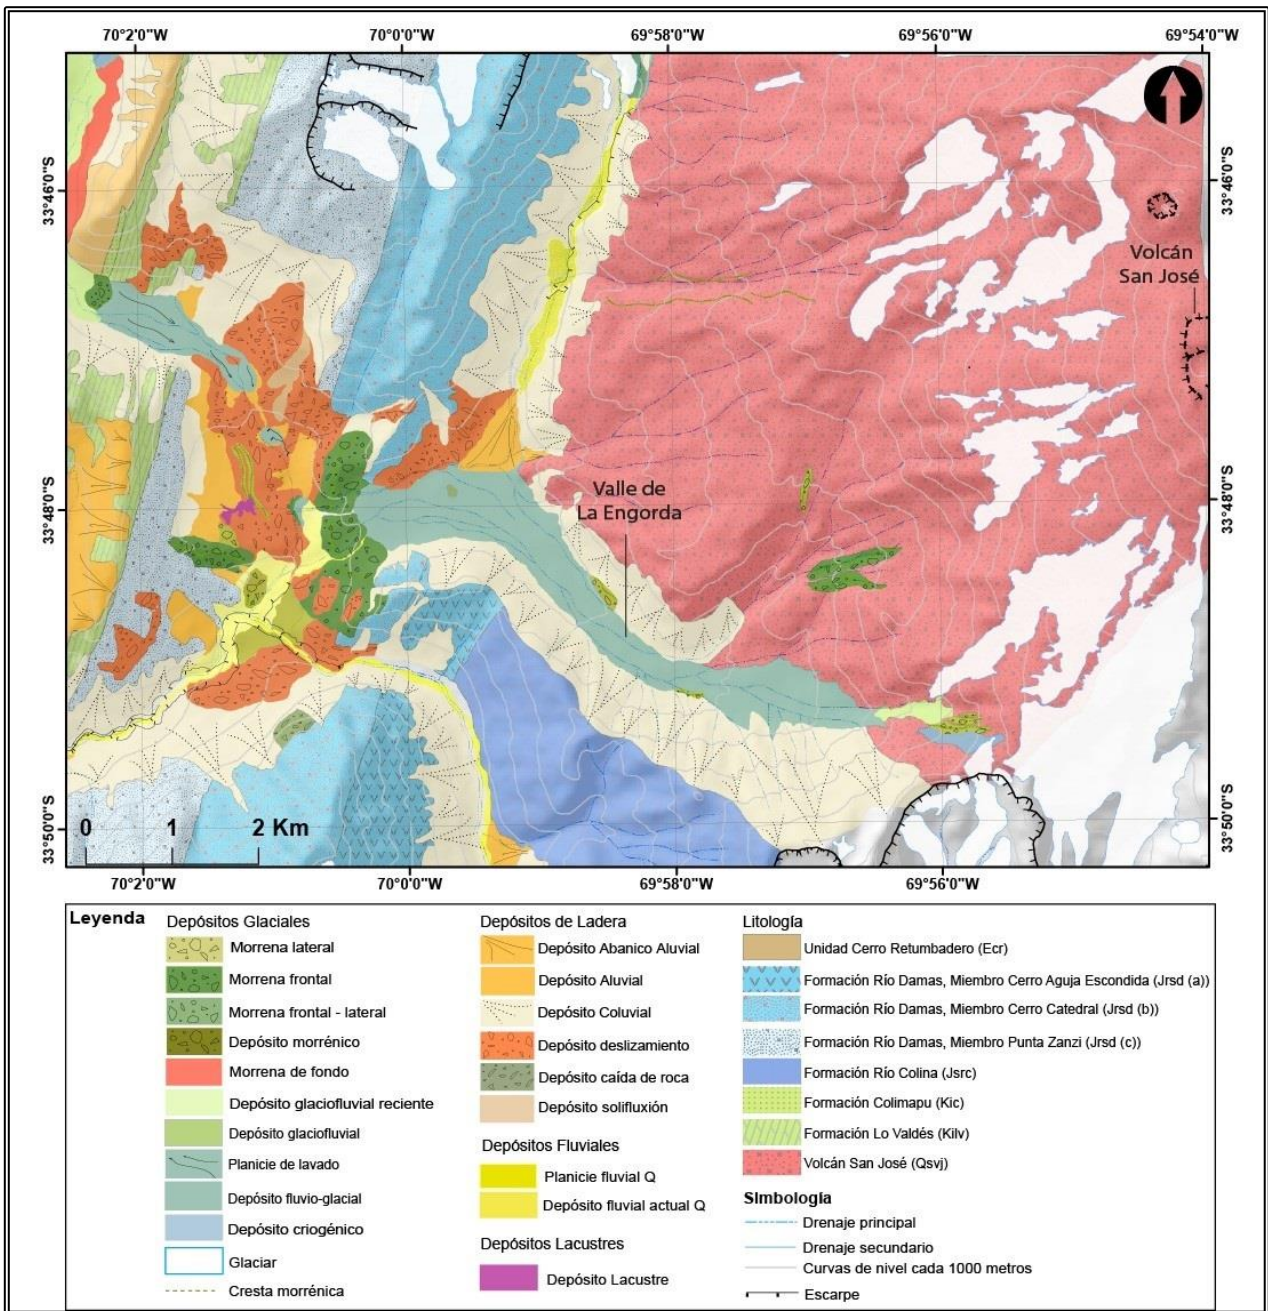 70°2'0"W 70°0'0"W 69°58'0"W 69°56'0"W 69°54'0"W
33°46'0"S
33°46'0"S
Volcán
San José
Valle de
La Engorda
33°48'0"S
33°48'0"S
33°50'0"S
33°50'0"S
0 1 2 Km
70°2'0"W 70°0'0"W 69°58'0"W 69°56'0"W
Leyenda
Depósitos Glaciales
Morrena lateral
Morrena frontal
Morrena frontal - lateral
Depósito morrénico
Morrena de fondo
Depósito glaciofluvial reciente
Depósito glaciofluvial
Planicie de lavado
Depósito fluvio-glacial
Depósito criogénico
Glaciar
Cresta morrénica
Depósitos de Ladera
Depósito Abanico Aluvial
Depósito Aluvial
Depósito Coluvial
Depósito deslizamiento
Depósito caída de roca
Depósito solifluxión
Depósitos Fluviales
Planicie fluvial Q
Depósito fluvial actual Q
Depósitos Lacustres
Depósito Lacustre
Litología
Unidad Cerro Retumbadero (Ecr)
Formación Río Damas, Miembro Cerro Aguja Escondida (Jrsd (a))
Formación Río Damas, Miembro Cerro Catedral (Jrsd (b))
Formación Río Damas, Miembro Punta Zanzi (Jrsd (c))
Formación Río Colina (Jsrc)
Formación Colimapu (Kic)
Formación Lo Valdés (Kilv)
Volcán San José (Qsvj)
Simbología
Drenaje principal
Drenaje secundario
Curvas de nivel cada 1000 metros
Escarpe